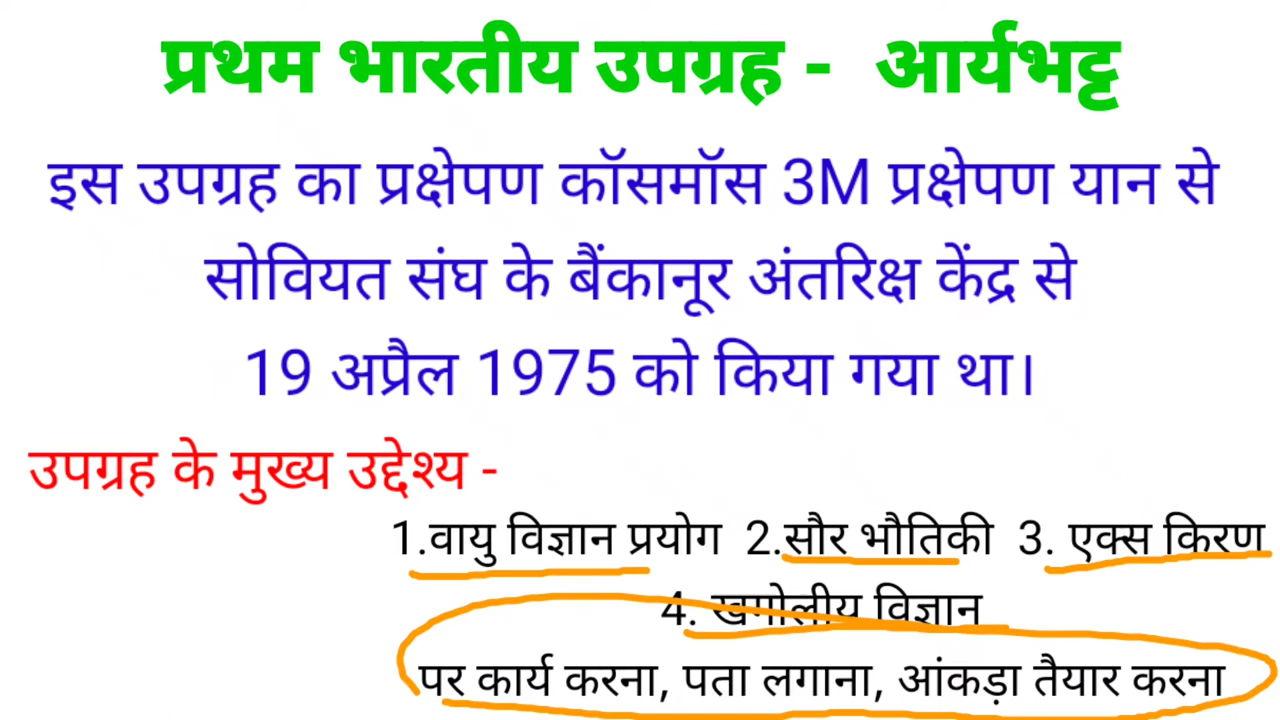 प्रथम भारतीय उपग्रह - आर्यभट्ट
इस उपग्रह का प्रक्षेपण कॉसमॉस 3M प्रक्षेपण यान से
सोवियत संघ के बैंकानूर अंतरिक्ष केंद्र से
19 अप्रैल 1975 को किया गया था।
उपग्रह के मुख्य उद्देश्य -
1.वायु विज्ञान प्रयोग 2.सौर भौतिकी 3. एक्स किरण
4. खगोलीय विज्ञान
पर कार्य करना, पता लगाना, आंकड़ा तैयार करना